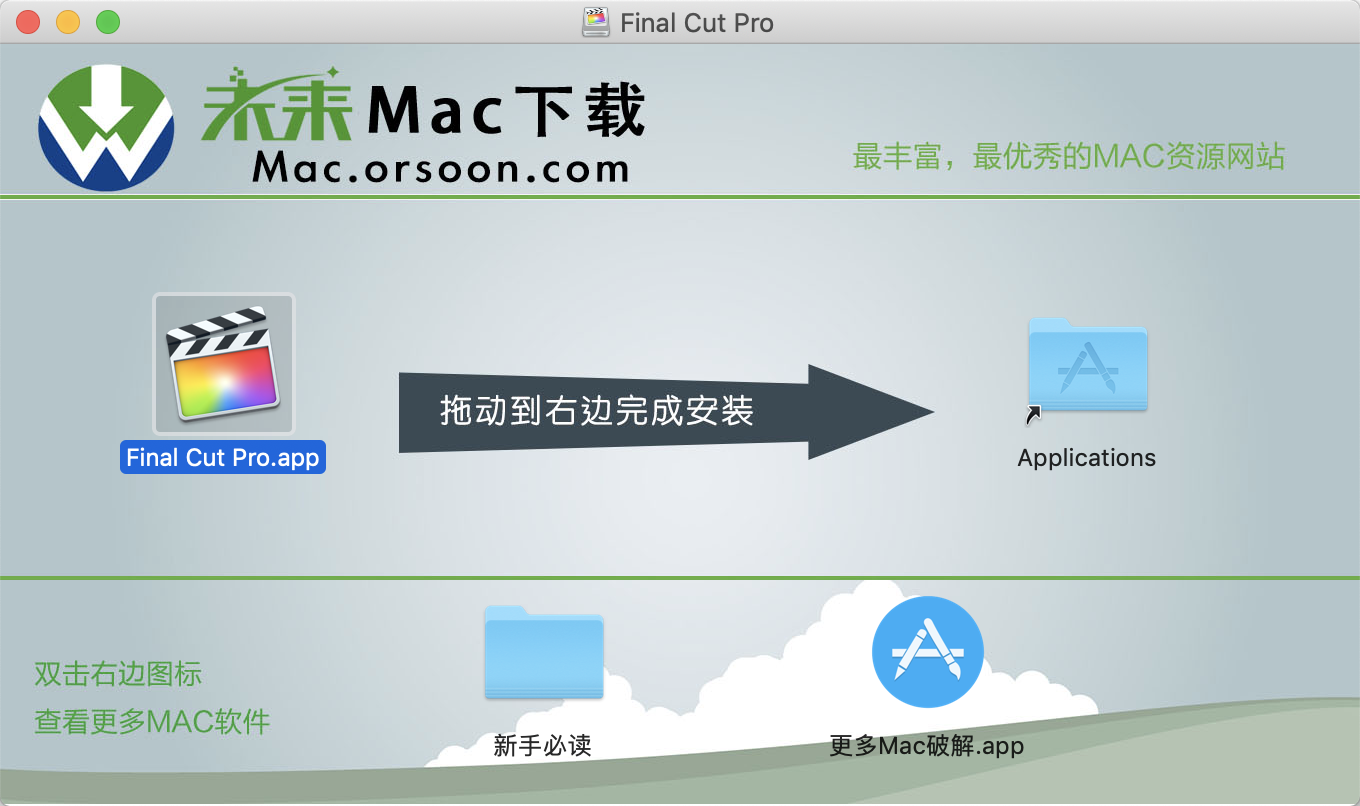 Final Cut Pro
未来Mac下载
Mac.orsoon.com
最丰富，最优秀的MAC资源网站
拖动到右边完成安装
Final Cut Pro.app
Applications
双击右边图标
查看更多MAC软件
新手必读
更多Mac破解.app